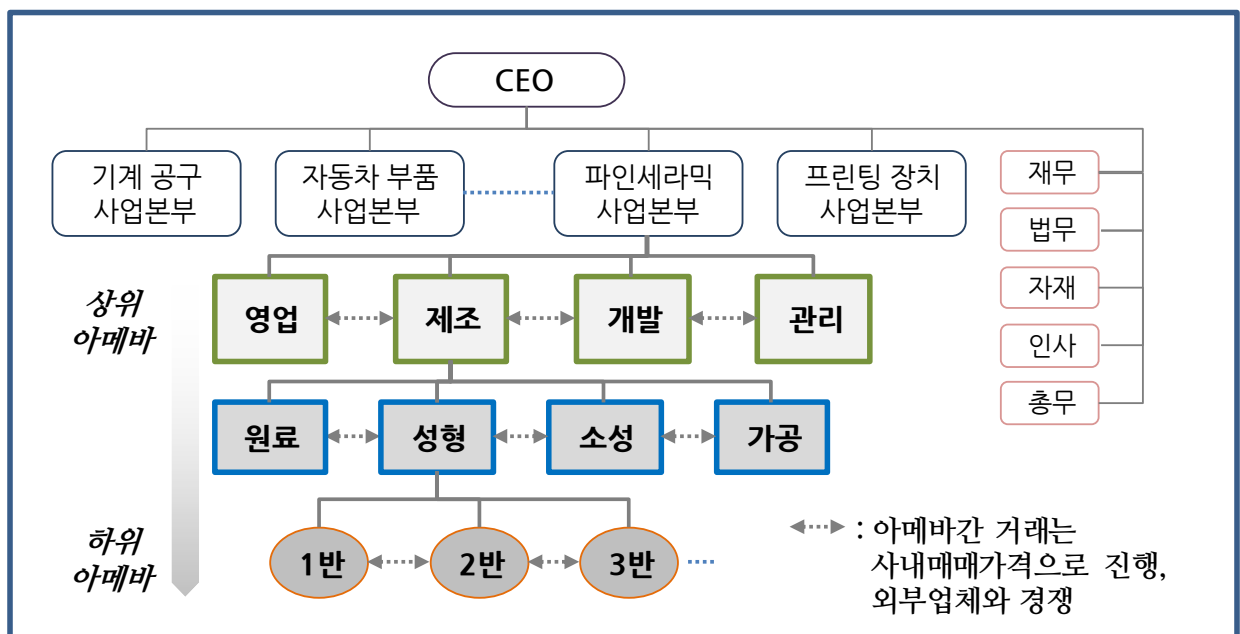 CEO
기계 공구
사업본부
자동차 부품
사업본부
파인세라믹
사업본부
프린팅 장치
사업본부
재무
법무
자재
인사
총무
상위
아메바
영업
제조
개발
관리
원료
성형
소성
가공
하위
아메바
1반
2반
3반
: 아메바간 거래는
사내매매가격으로 진행,
외부업체와 경쟁